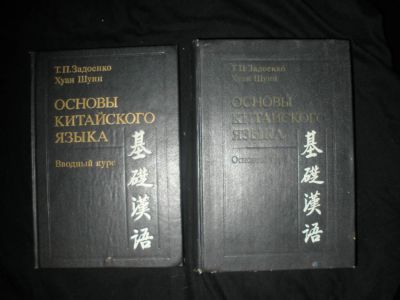 Т.П. Задоенко
Хуан Шуин
ОСНОВЫ
КИТАЙСКОГО
ЯЗЫКА
Вводный курс
基礎漢語
Т.П. Задоенко
Хуан Шуин
ОСНОВЫ
КИТАЙСКОГО
ЯЗЫКА
基礎漢語